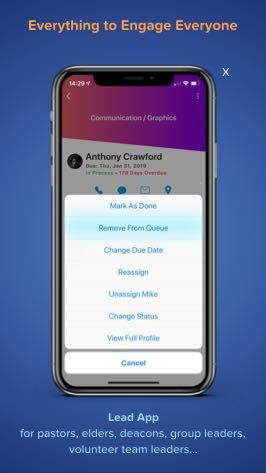 Everything to Engage Everyone
X
14:29
Communication / Graphics
Anthony Crawford
Due: Thu, Jan 31, 2019
In Process • 178 Days Overdue
Mark As Done
Remove From Queue
Change Due Date
Reassign
Unassign Mike
Change Status
View Full Profile
Cancel
Lead App
for pastors, elders, deacons, group leaders,
volunteer team leaders...